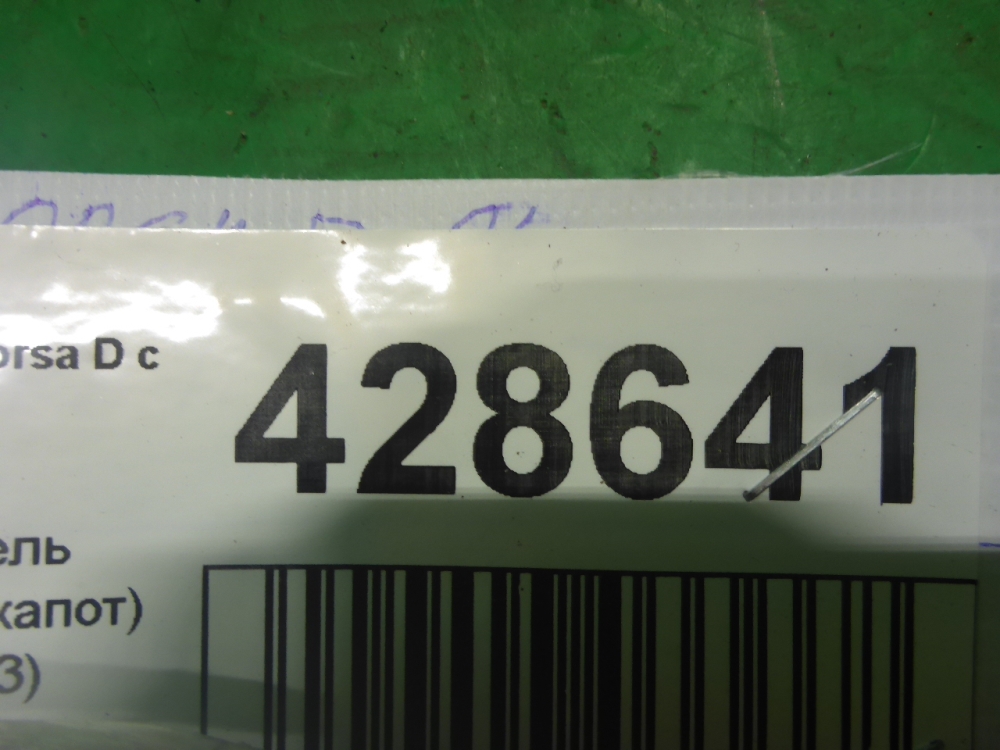 orsa D с
428641
ель
капот)
3)